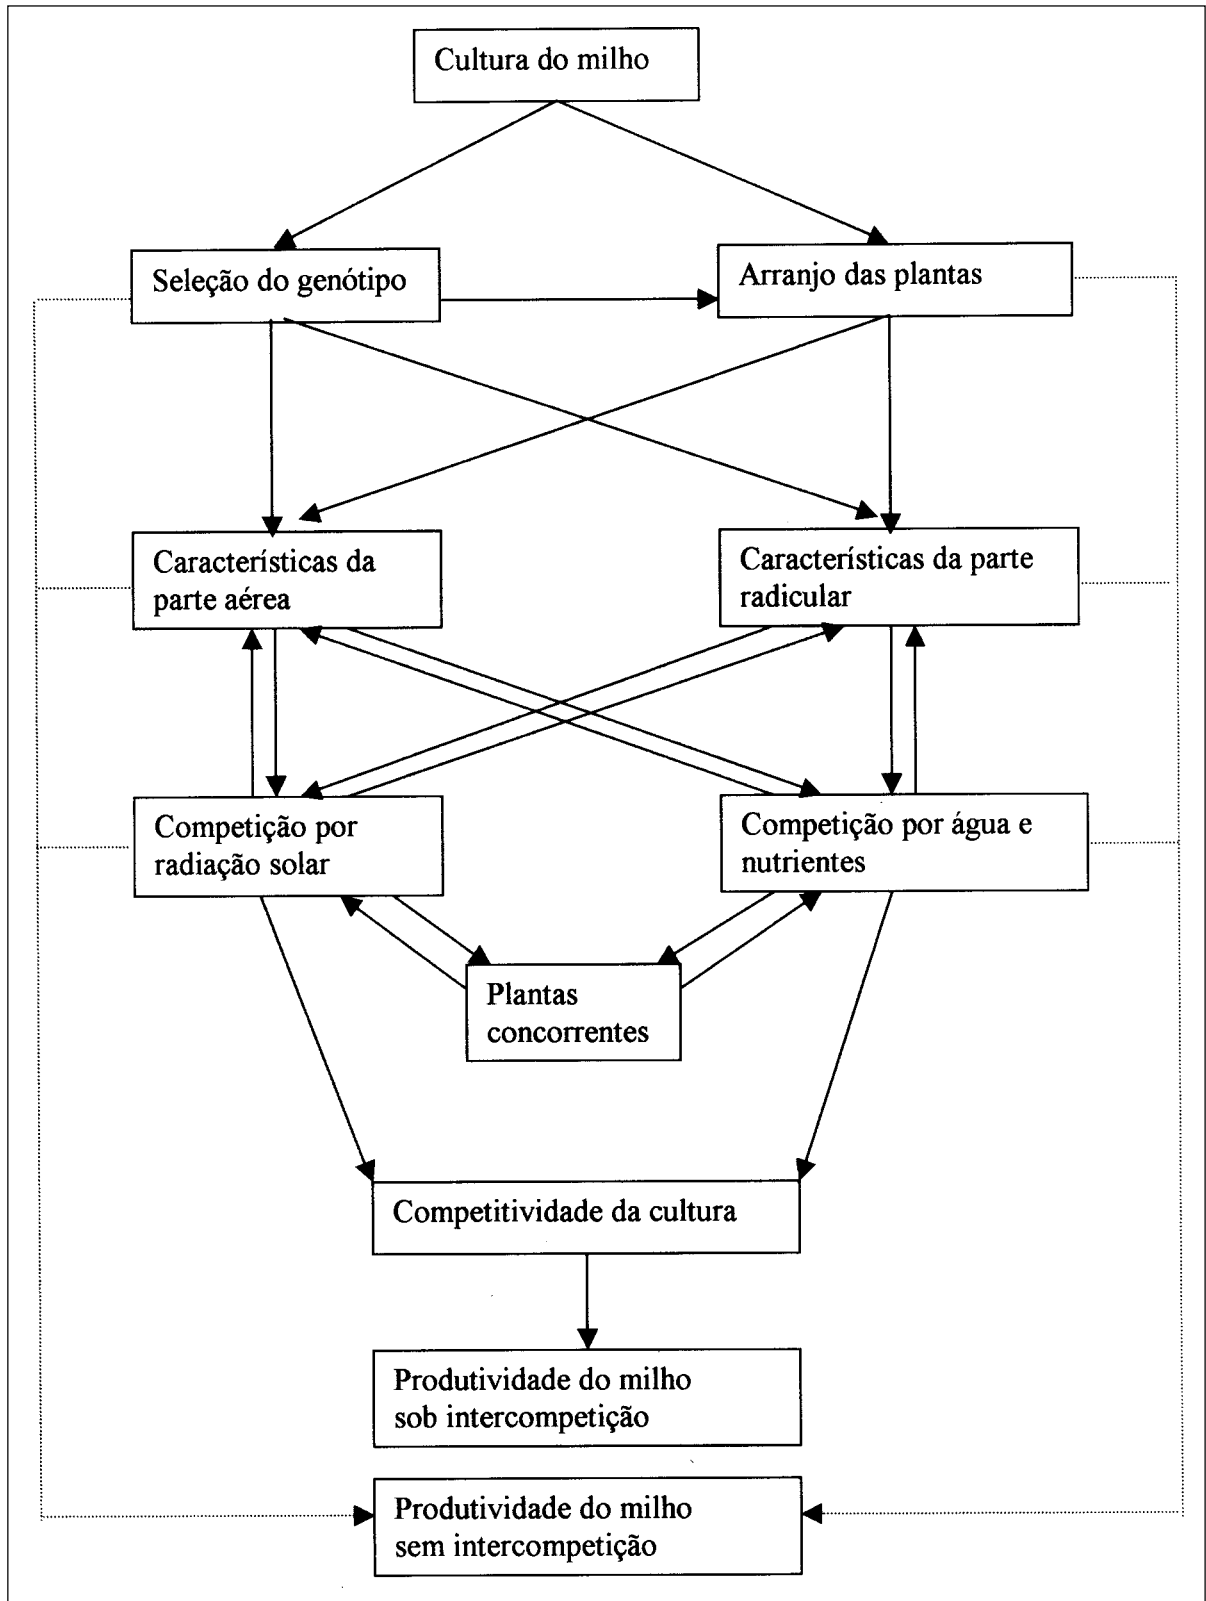 Cultura do milho
Seleção do genótipo
Arranjo das plantas
Características da
parte aérea
Características da parte
radicular
Competição por
radiação solar
Competição por água e
nutrientes
Plantas
concorrentes
Competitividade da cultura
Produtividade do milho
sob intercompetição
Produtividade do milho
sem intercompetição